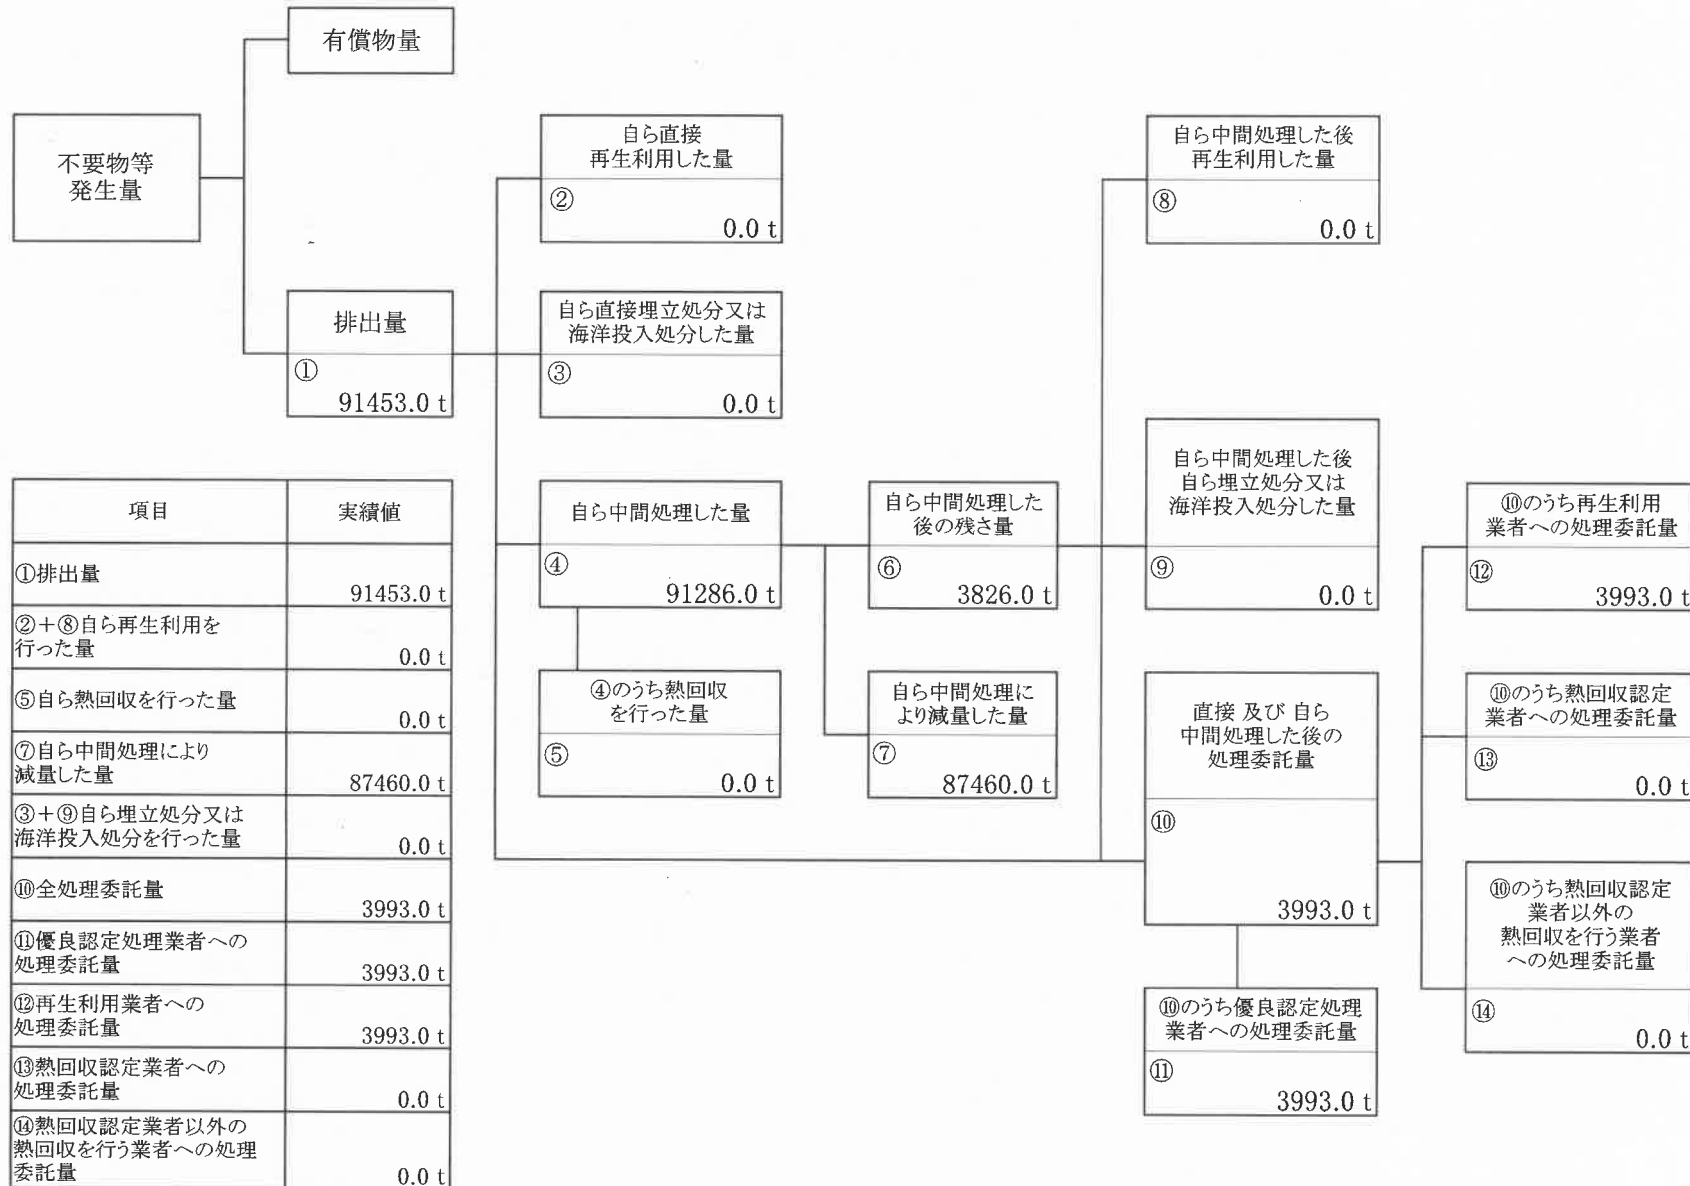 有償物量
不要物等
発生量
排出量
①
91453.0 t
自ら直接
再生利用した量
②
0.0 t
自ら直接埋立処分又は
海洋投入処分した量
③
0.0 t
自ら中間処理した量
④
91286.0 t
④のうち熱回収
を行った量
⑤
0.0 t
自ら中間処理した
後の残さ量
⑥
3826.0 t
自ら中間処理に
より減量した量
⑦
87460.0 t
自ら中間処理した後
再生利用した量
⑧
0.0 t
自ら中間処理した後
自ら埋立処分又は
海洋投入処分した量
⑨
0.0 t
直接 及び 自ら
中間処理した後の
処理委託量
⑩
3993.0 t
⑩のうち優良認定処理
業者への処理委託量
⑪
3993.0 t
⑩のうち再生利用
業者への処理委託量
⑫
3993.0 t
⑩のうち熱回収認定
業者への処理委託量
⑬
0.0 t
⑩のうち熱回収認定
業者以外の
熱回収を行う業者
への処理委託量
⑭
0.0 t
項目 実績値
①排出量
91453.0 t
②+⑧自ら再生利用を
行った量
0.0 t
⑤自ら熱回収を行った量
0.0 t
⑦自ら中間処理により
減量した量
87460.0 t
③+⑨自ら埋立処分又は
海洋投入処分を行った量
0.0 t
⑩全処理委託量
3993.0 t
⑪優良認定処理業者への
処理委託量
3993.0 t
⑫再生利用業者への
処理委託量
3993.0 t
⑬熱回収認定業者への
処理委託量
0.0 t
⑭熱回収認定業者以外の
熱回収を行う業者への処理
委託量
0.0 t